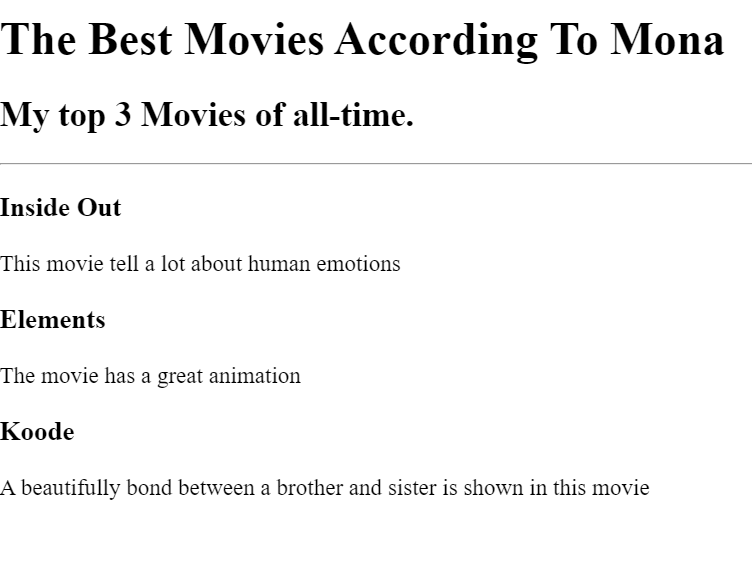 The Best Movies According To Mona
My top 3 Movies of all-time.
Inside Out
This movie tell a lot about human emotions
Elements
The movie has a great animation
Koode
A beautifully bond between a brother and sister is shown in this movie